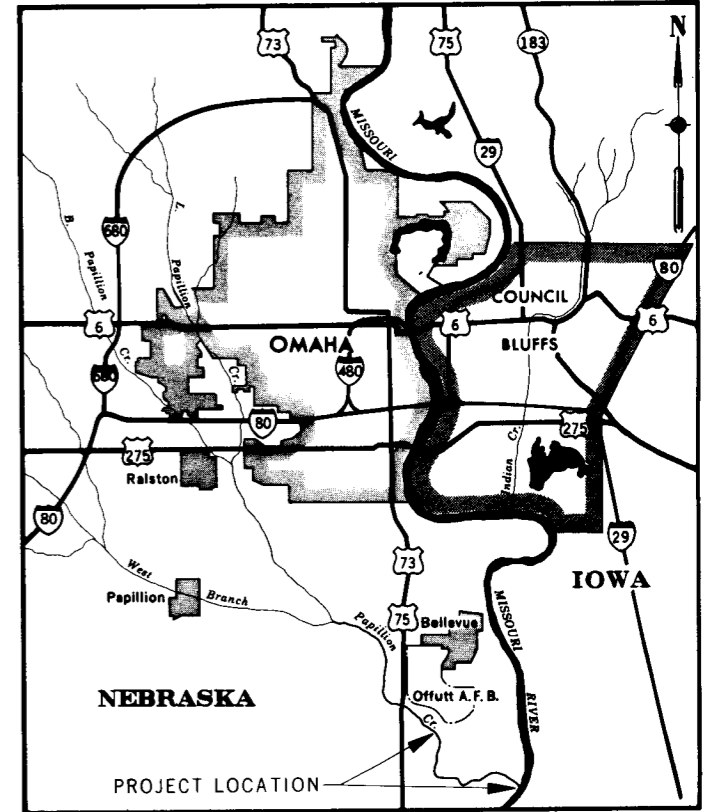 73
75
183
N
MISSOURI
29
680
L.
B.
Papillion
Papillion
80
COUNCIL
6
6
6
OMAHA
BLUFFS
Cr.
Cr.
680
480
80
275
275
Indian Cr.
Ralston
80
73
29
IOWA
West Branch
Papillion
Papillion
75
Bellevue
MISSOURI RIVER
NEBRASKA
Offutt A.F.B.
Cr.
PROJECT LOCATION